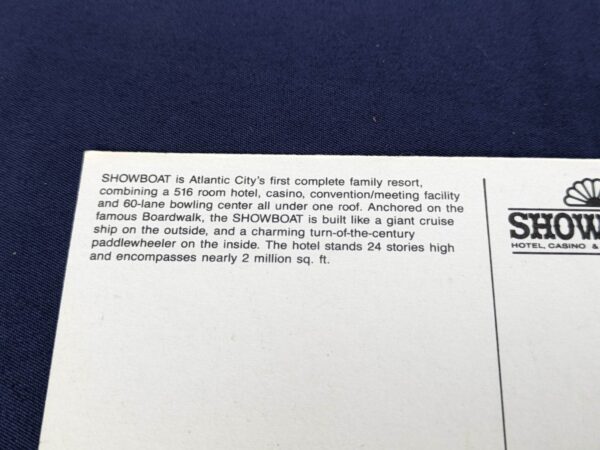 SHOWBOAT is Atlantic City's first complete family resort,
combining a 516 room hotel, casino, convention/meeting facility
and 60-lane bowling center all under one roof. Anchored on the
famous Boardwalk, the SHOWBOAT is built like a giant cruise
ship on the outside, and a charming turn-of-the-century
paddlewheeler on the inside. The hotel stands 24 stories high
and encompasses nearly 2 million sq. ft.
SHOW
HOTEL, CASINO &